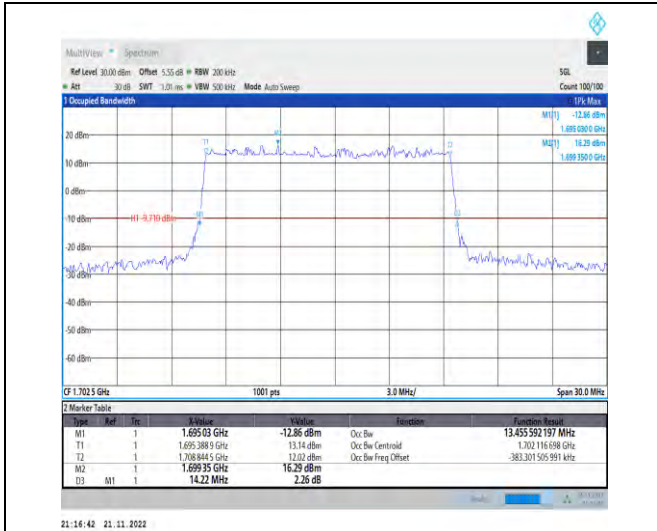 MultiView Spectrum
Ref Level 30.00 dBm Offset 5.55 dB RBW 200 kHz SGL
Att 30 dB SWT 1.01 ms VBW 500 kHz Mode Auto Sweep Count 100/100
1 Occupied Bandwidth 1Pk Max
M1[1] -12.86 dBm
1.695 030 0 GHz
M2[1] 16.29 dBm
1.699 350 0 GHz
20 dBm
T1 M2 T2
10 dBm
0 dBm
-10 dBm H1 -9.710 dBm M1 D3
-20 dBm
-30 dBm
-40 dBm
-50 dBm
-60 dBm
CF 1.702 5 GHz 1001 pts 3.0 MHz/ Span 30.0 MHz
2 Marker Table
Type Ref Trc X-Value Y-Value Function Function Result
M1 1 1.695 03 GHz -12.86 dBm Occ Bw 13.455 592 197 MHz
T1 1 1.695 388 9 GHz 13.14 dBm Occ Bw Centroid 1.702 116 698 GHz
T2 1 1.708 844 5 GHz 12.02 dBm Occ Bw Freq Offset -383.301 505 991 kHz
M2 1 1.699 35 GHz 16.29 dBm
D3 M1 1 14.22 MHz 2.26 dB
21:16:42 21.11.2022